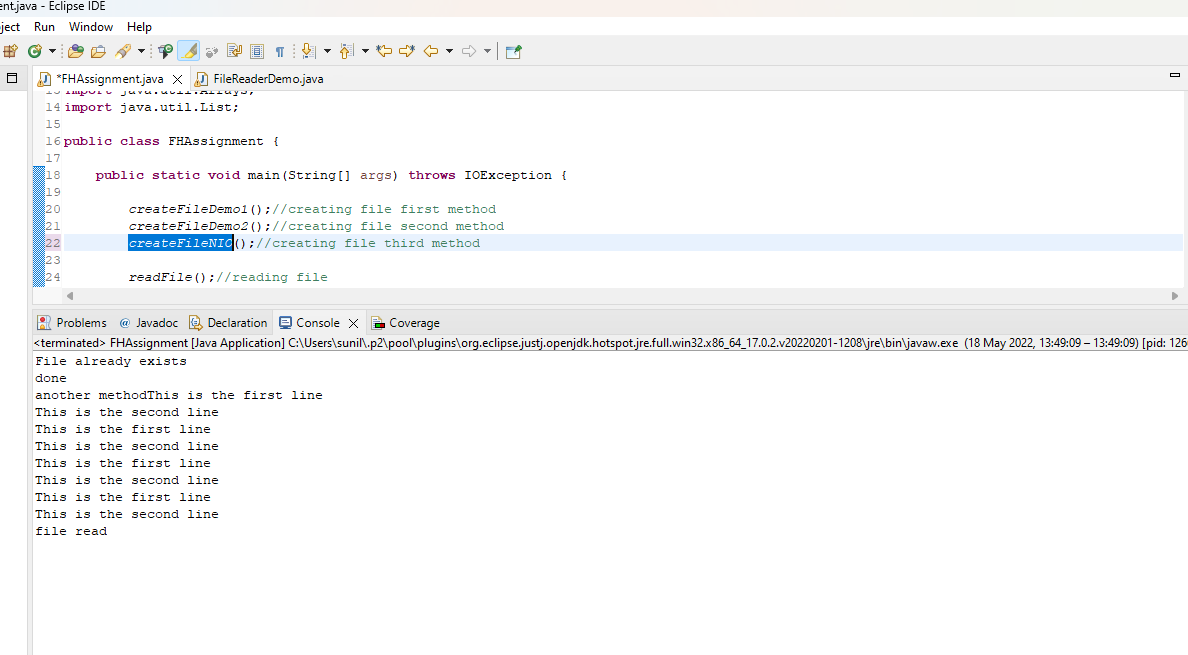 ent.java - Eclipse IDE
ject Run Window Help
*FHAssignment.java FileReaderDemo.java
13 import java.util.Arrays;
14 import java.util.List;
15
16 public class FHAssignment {
17
18 public static void main(String[] args) throws IOException {
19
20 createFileDemo1();//creating file first method
21 createFileDemo2();//creating file second method
22 createFileNIO();//creating file third method
23
24 readFile();//reading file
Problems @ Javadoc Declaration Console Coverage
<terminated> FHAssignment [Java Application] C:\Users\sunil\.p2\pool\plugins\org.eclipse.justj.openjdk.hotspot.jre.full.win32.x86_64_17.0.2.v20220201-1208\jre\bin\javaw.exe (18 May 2022, 13:49:09 – 13:49:09) [pid: 126
File already exists
done
another methodThis is the first line
This is the second line
This is the first line
This is the second line
This is the first line
This is the second line
This is the first line
This is the second line
file read